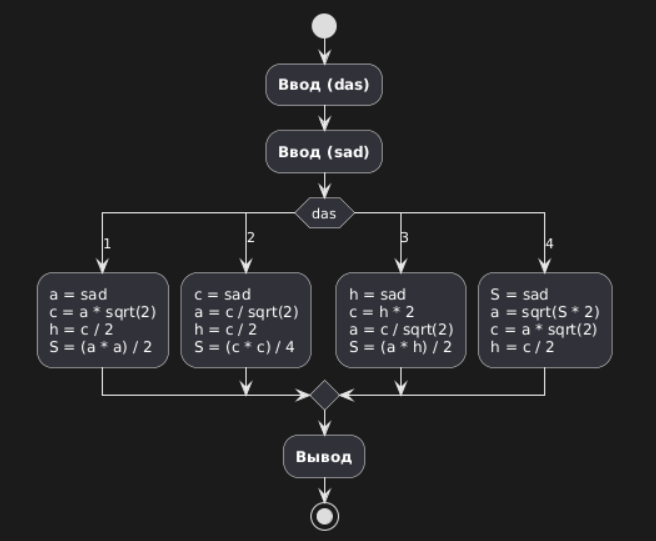 Ввод (das)
Ввод (sad)
das
1
2
3
4
a = sad
c = a * sqrt(2)
h = c / 2
S = (a * a) / 2
c = sad
a = c / sqrt(2)
h = c / 2
S = (c * c) / 4
h = sad
c = h * 2
a = c / sqrt(2)
S = (a * h) / 2
S = sad
a = sqrt(S * 2)
c = a * sqrt(2)
h = c / 2
Вывод